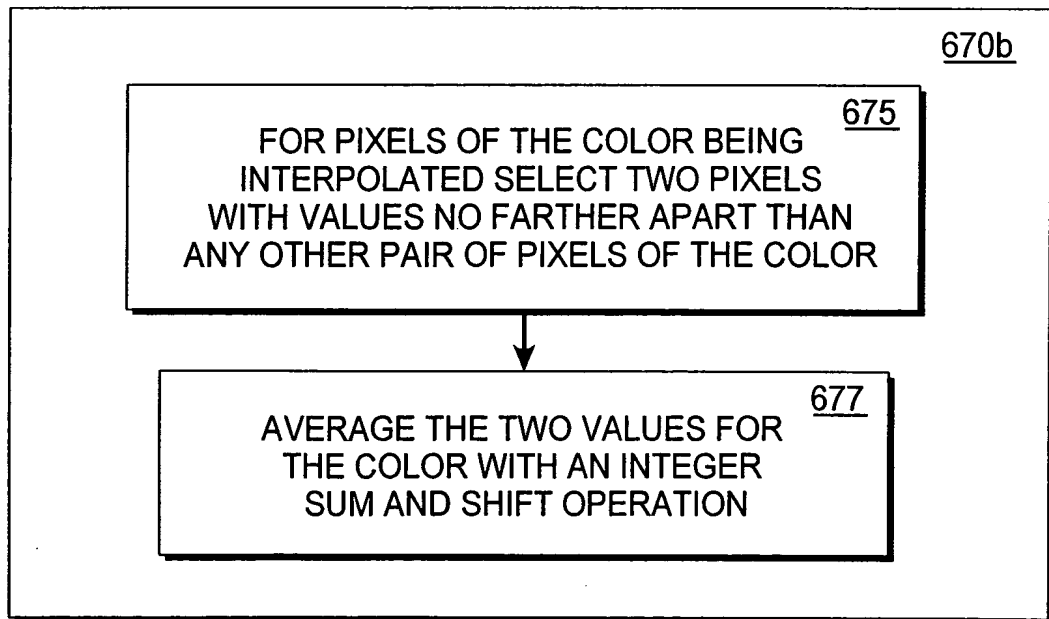 670b
675
FOR PIXELS OF THE COLOR BEING
INTERPOLATED SELECT TWO PIXELS
WITH VALUES NO FARTHER APART THAN
ANY OTHER PAIR OF PIXELS OF THE COLOR
677
AVERAGE THE TWO VALUES FOR
THE COLOR WITH AN INTEGER
SUM AND SHIFT OPERATION